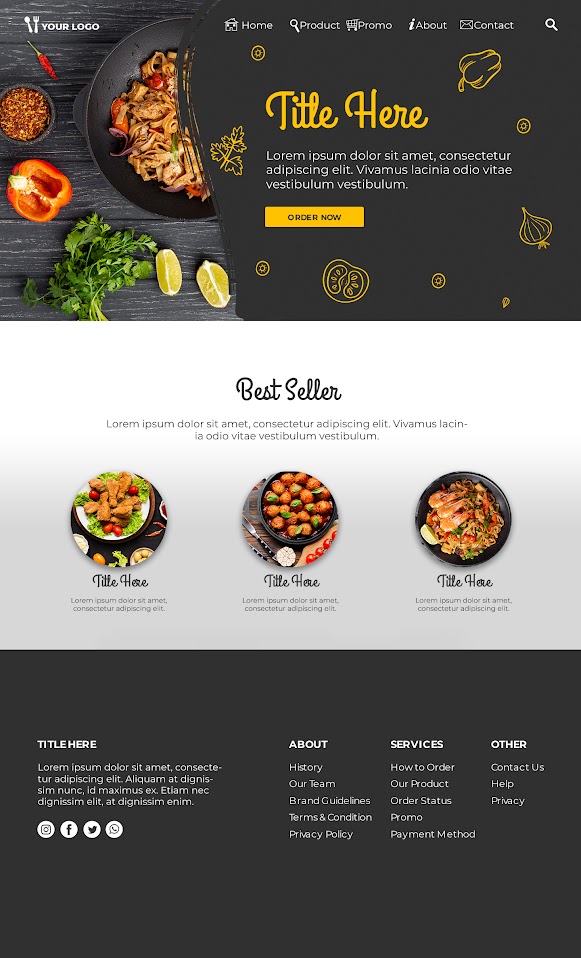 YOUR LOGO
Home Product Promo About Contact
Title Here
Lorem ipsum dolor sit amet, consectetur
adipiscing elit. Vivamus lacinia odio vitae
vestibulum vestibulum.
ORDER NOW
Best Seller
Lorem ipsum dolor sit amet, consectetur adipiscing elit. Vivamus lacin-
ia odio vitae vestibulum vestibulum.
Title Here
Lorem ipsum dolor sit amet,
consectetur adipiscing elit.
Title Here
Lorem ipsum dolor sit amet,
consectetur adipiscing elit.
Title Here
Lorem ipsum dolor sit amet,
consectetur adipiscing elit.
TITLE HERE
Lorem ipsum dolor sit amet, consecte-
tur adipiscing elit. Aliquam at dignis-
sim nunc, id maximus ex. Etiam nec
dignissim elit, at dignissim enim.
ABOUT
History
Our Team
Brand Guidelines
Terms & Condition
Privacy Policy
SERVICES
How to Order
Our Product
Order Status
Promo
Payment Method
OTHER
Contact Us
Help
Privacy